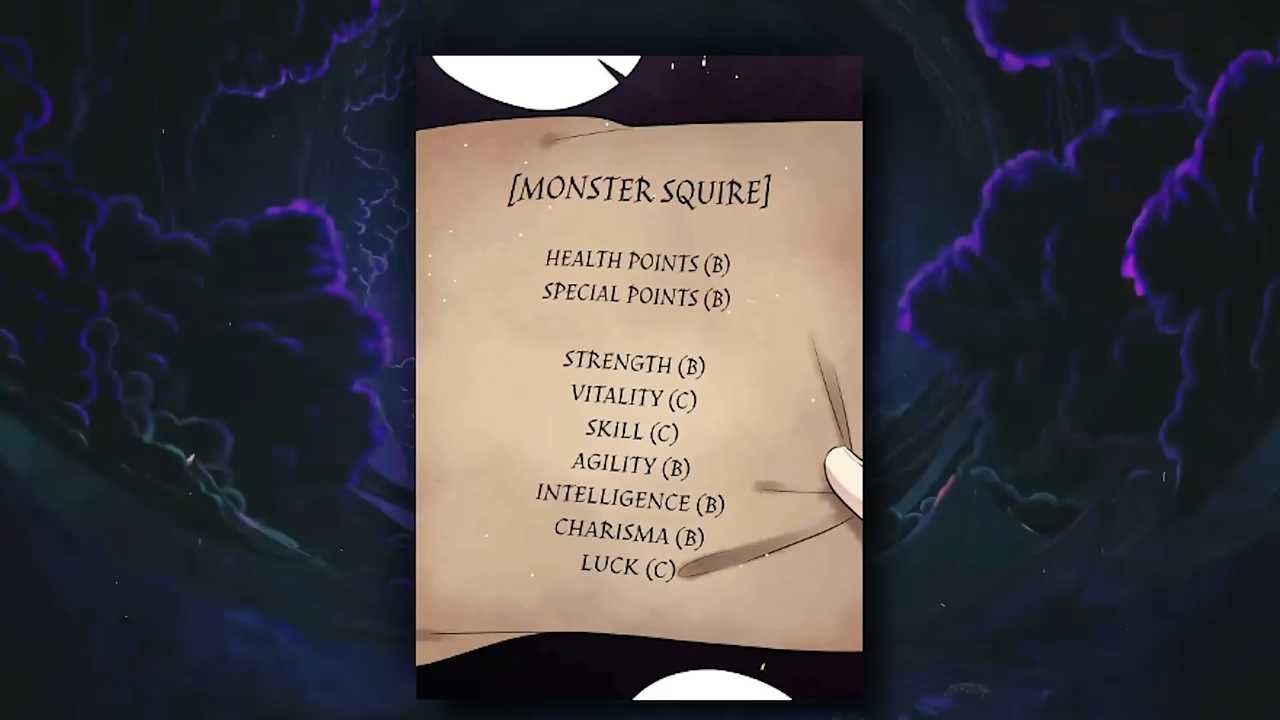 [MONSTER SQUIRE]
HEALTH POINTS (B)
SPECIAL POINTS (B)
STRENGTH (B)
VITALITY (C)
SKILL (C)
AGILITY (B)
INTELLIGENCE (B)
CHARISMA (B)
LUCK (C)